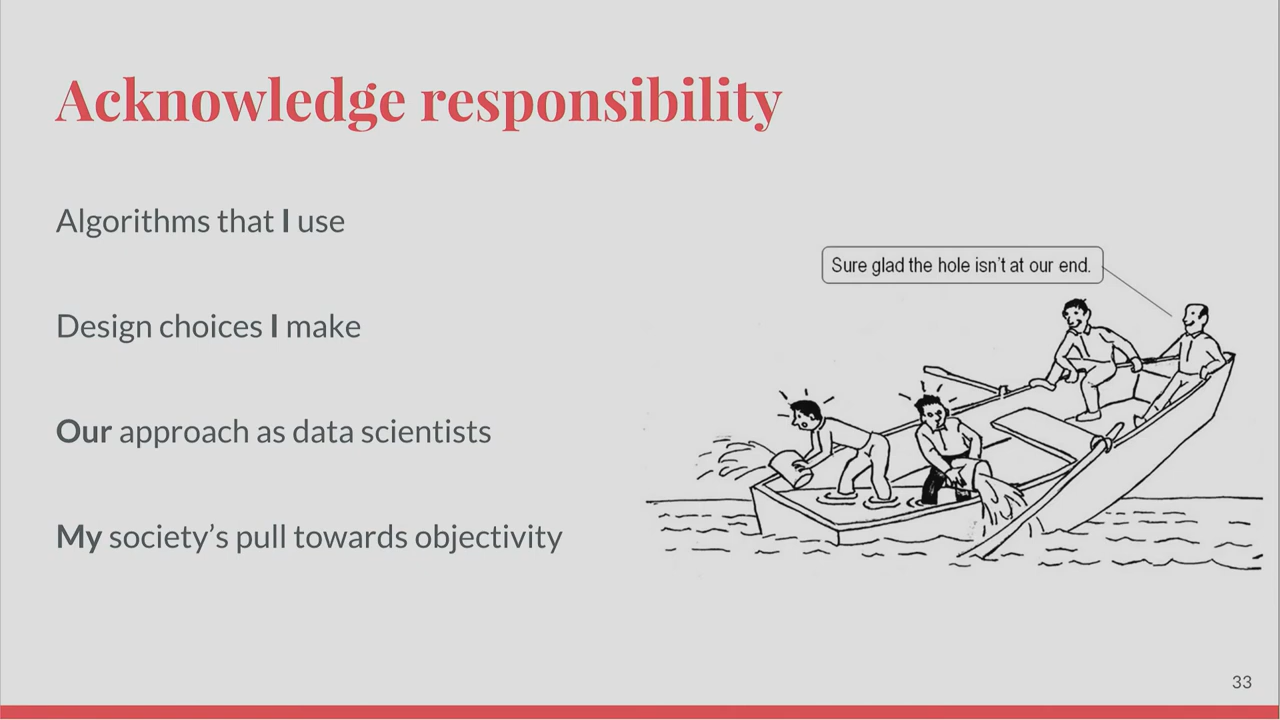 Acknowledge responsibility
Algorithms that I use
Design choices I make
Our approach as data scientists
My society’s pull towards objectivity
Sure glad the hole isn’t at our end.
33